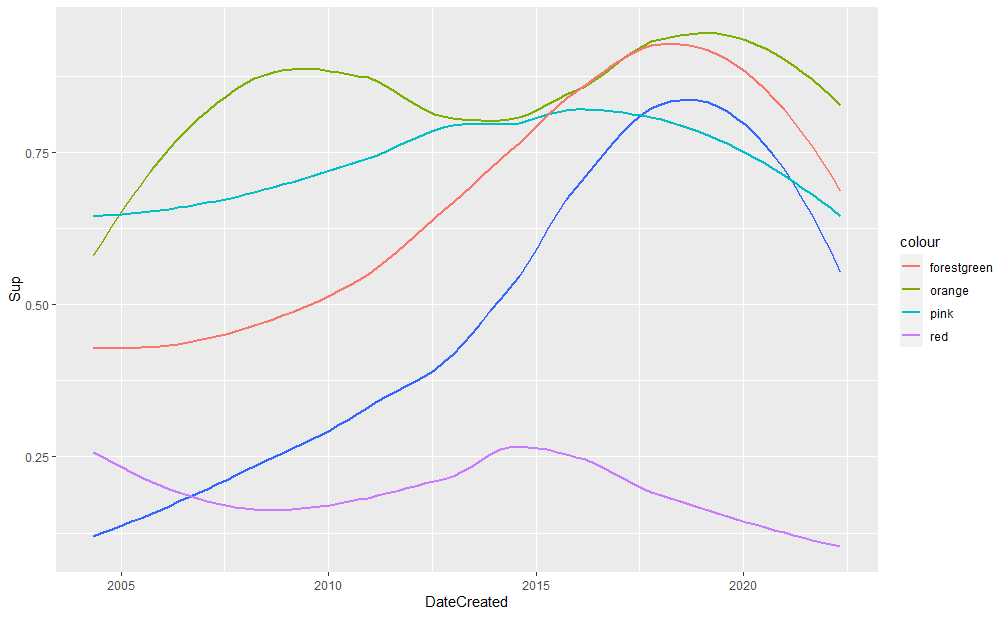 Sup
0.75
0.50
0.25
2005 2010 2015 2020
DateCreated
colour
forestgreen
orange
pink
red